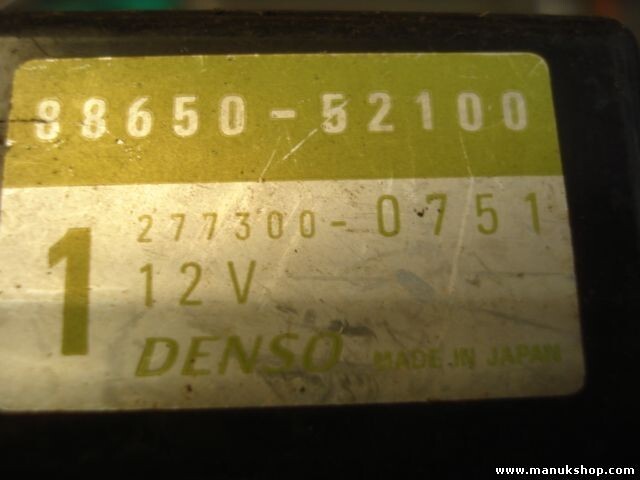 88650-52100
277300-0751
1
12V
DENSO MADE IN JAPAN
www.manukshop.com